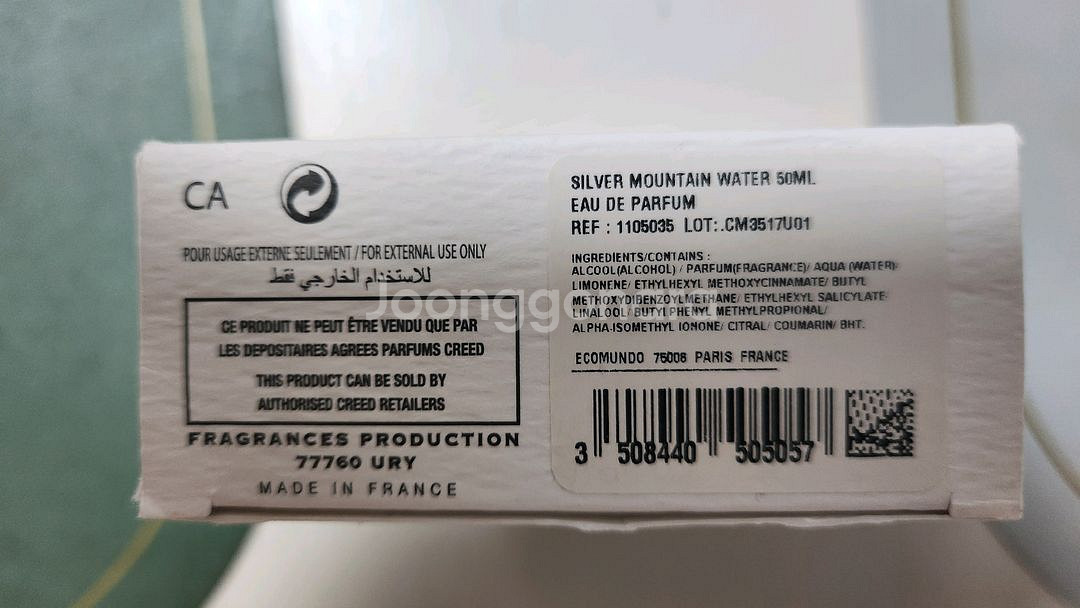 CA
POUR USAGE EXTERNE SEULEMENT / FOR EXTERNAL USE ONLY
للاستخدام الخارجي فقط
CE PRODUIT NE PEUT ÊTRE VENDU QUE PAR
LES DEPOSITAIRES AGREES PARFUMS CREED
THIS PRODUCT CAN BE SOLD BY
AUTHORISED CREED RETAILERS
FRAGRANCES PRODUCTION
77760 URY
MADE IN FRANCE
SILVER MOUNTAIN WATER 50ML
EAU DE PARFUM
REF : 1105035 LOT:.CM3517U01
INGREDIENTS/CONTAINS :
ALCOOL(ALCOHOL) / PARFUM(FRAGRANCE)/ AQUA (WATER)/
LIMONENE/ ETHYLHEXYL METHOXYCINNAMATE/ BUTYL
METHOXYDIBENZOYLMETHANE/ ETHYLHEXYL SALICYLATE/
LINALOOL/ BUTYLPHENYL METHYLPROPIONAL/
ALPHA-ISOMETHYL IONONE/ CITRAL/ COUMARIN/ BHT.
ECOMUNDO 75008 PARIS FRANCE
3 508440 505057